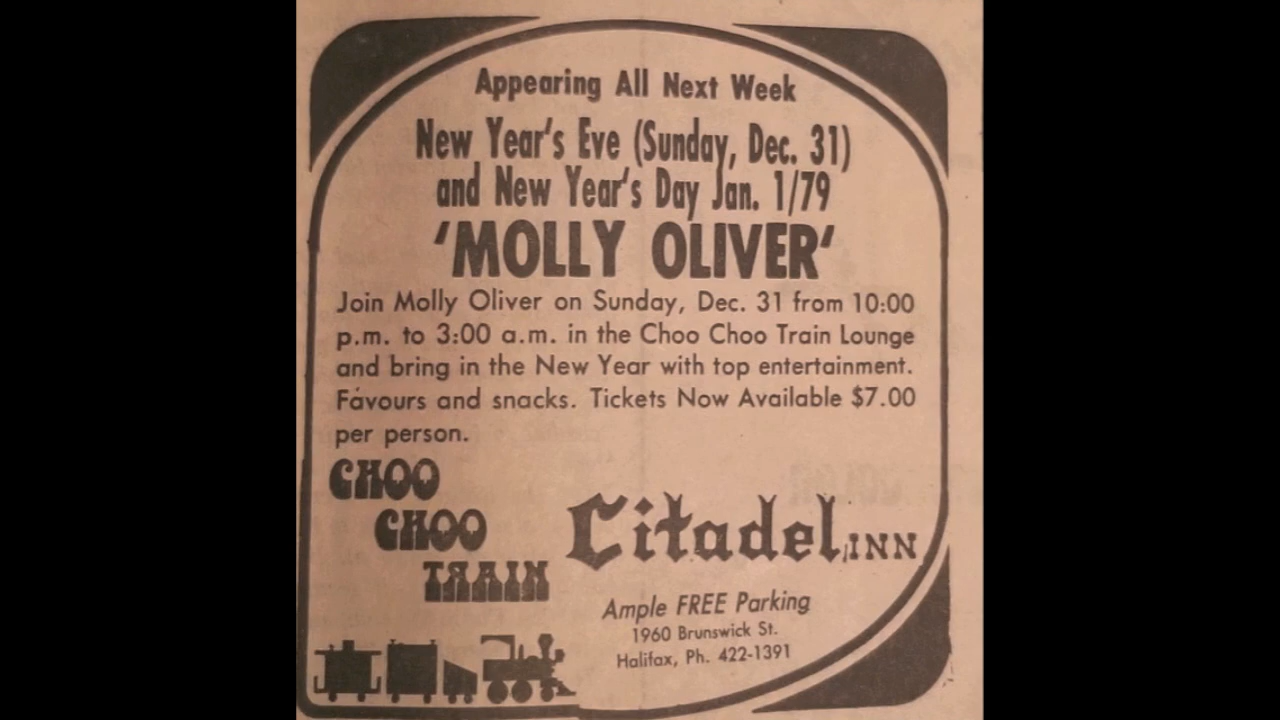 Appearing All Next Week
New Year's Eve (Sunday, Dec. 31)
and New Year's Day Jan. 1/79
'MOLLY OLIVER'
Join Molly Oliver on Sunday, Dec. 31 from 10:00
p.m. to 3:00 a.m. in the Choo Choo Train Lounge
and bring in the New Year with top entertainment.
Favours and snacks. Tickets Now Available $7.00
per person.
CHOO
CHOO
TRAIN
Citadel INN
Ample FREE Parking
1960 Brunswick St.
Halifax, Ph. 422-1391